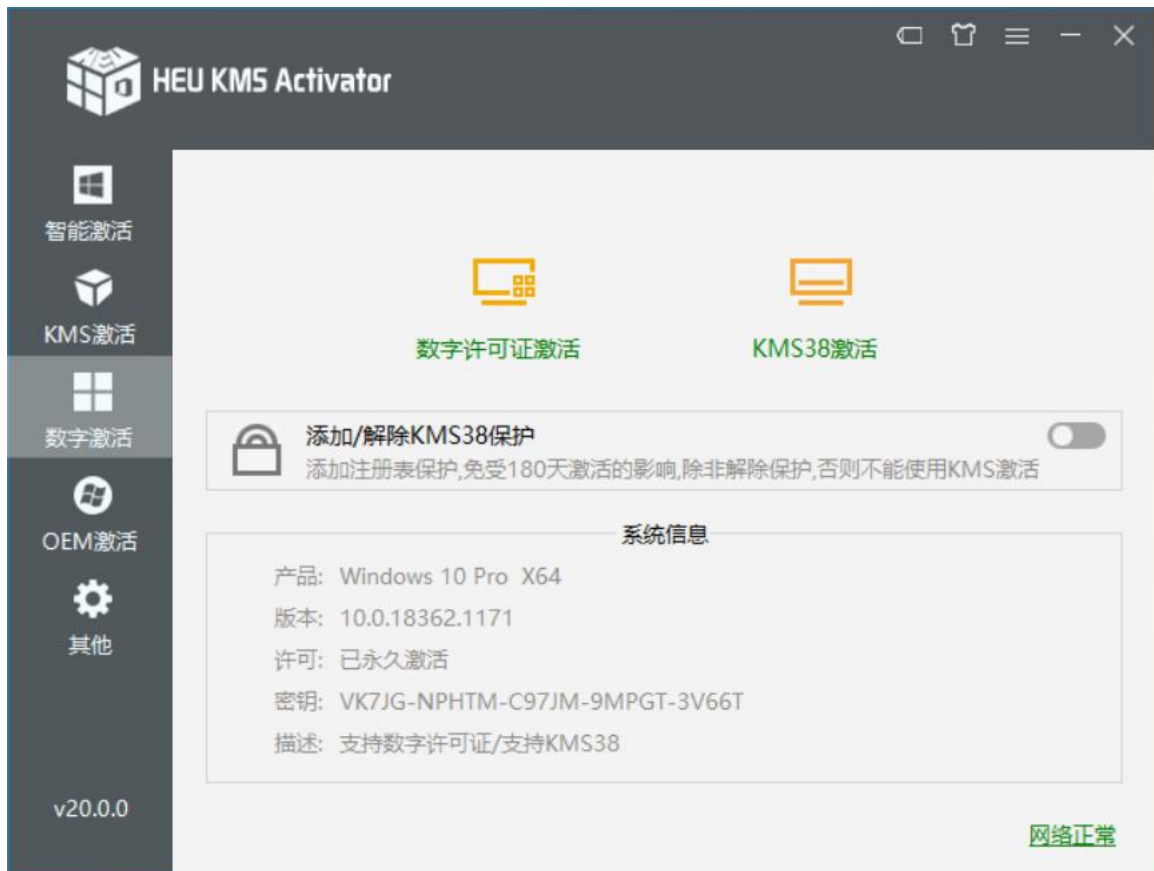 HEU KMS Activator
智能激活
KMS激活
数字激活
OEM激活
其他
v20.0.0
数字许可证激活
KMS38激活
添加/解除KMS38保护
添加注册表保护,免受180天激活的影响,除非解除保护,否则不能使用KMS激活
系统信息
产品: Windows 10 Pro X64
版本: 10.0.18362.1171
许可: 已永久激活
密钥: VK7JG-NPHTM-C97JM-9MPGT-3V66T
描述: 支持数字许可证/支持KMS38
网络正常